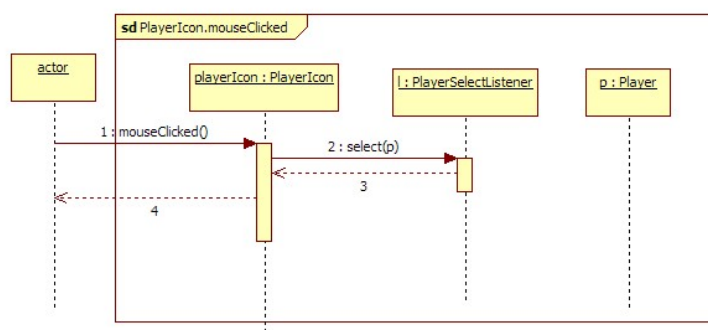 sd PlayerIcon.mouseClicked
actor
playerIcon : PlayerIcon
l : PlayerSelectListener
p : Player
1 : mouseClicked()
2 : select(p)
3
4